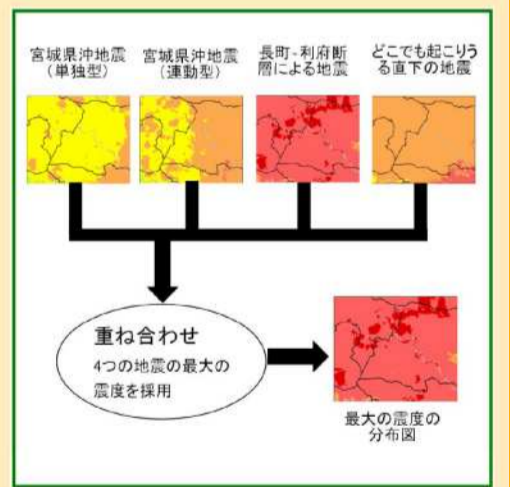 宮城県沖地震
(単独型)
宮城県沖地震
(連動型)
長町-利府断
層による地震
どこでも起こりう
る直下の地震
重ね合わせ
4つの地震の最大の
震度を採用
最大の震度の
分布図